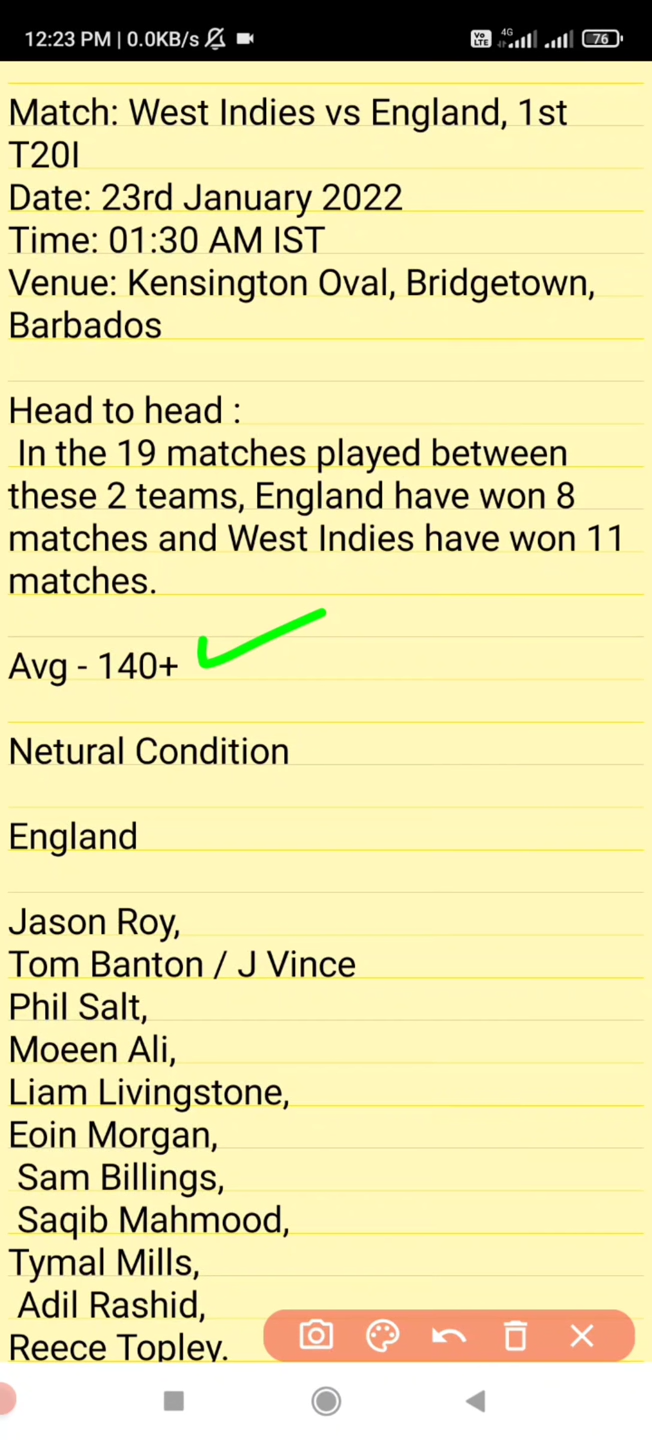 12:23 PM | 0.0KB/s
Vo LTE 4G 76
Match: West Indies vs England, 1st
T20I
Date: 23rd January 2022
Time: 01:30 AM IST
Venue: Kensington Oval, Bridgetown,
Barbados
Head to head :
In the 19 matches played between
these 2 teams, England have won 8
matches and West Indies have won 11
matches.
Avg - 140+
Netural Condition
England
Jason Roy,
Tom Banton / J Vince
Phil Salt,
Moeen Ali,
Liam Livingstone,
Eoin Morgan,
Sam Billings,
Saqib Mahmood,
Tymal Mills,
Adil Rashid,
Reece Topley.